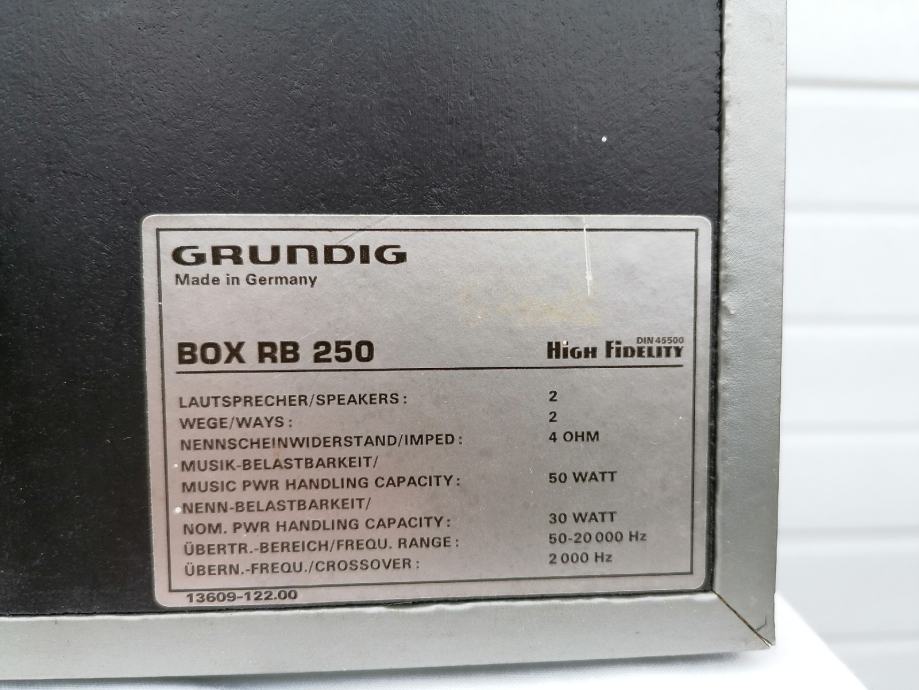 GRUNDIG
Made in Germany
BOX RB 250
DIN 45500
HIGH FIDELITY
LAUTSPRECHER/SPEAKERS: 2
WEGE/WAYS: 2
NENNSCHEINWIDERSTAND/IMPED: 4 OHM
MUSIK-BELASTBARKEIT/
MUSIC PWR HANDLING CAPACITY: 50 WATT
NENN-BELASTBARKEIT/
NOM. PWR HANDLING CAPACITY: 30 WATT
ÜBERTR.-BEREICH/FREQU. RANGE: 50-20 000 Hz
ÜBERN.-FREQU./CROSSOVER: 2 000 Hz
13609-122.00